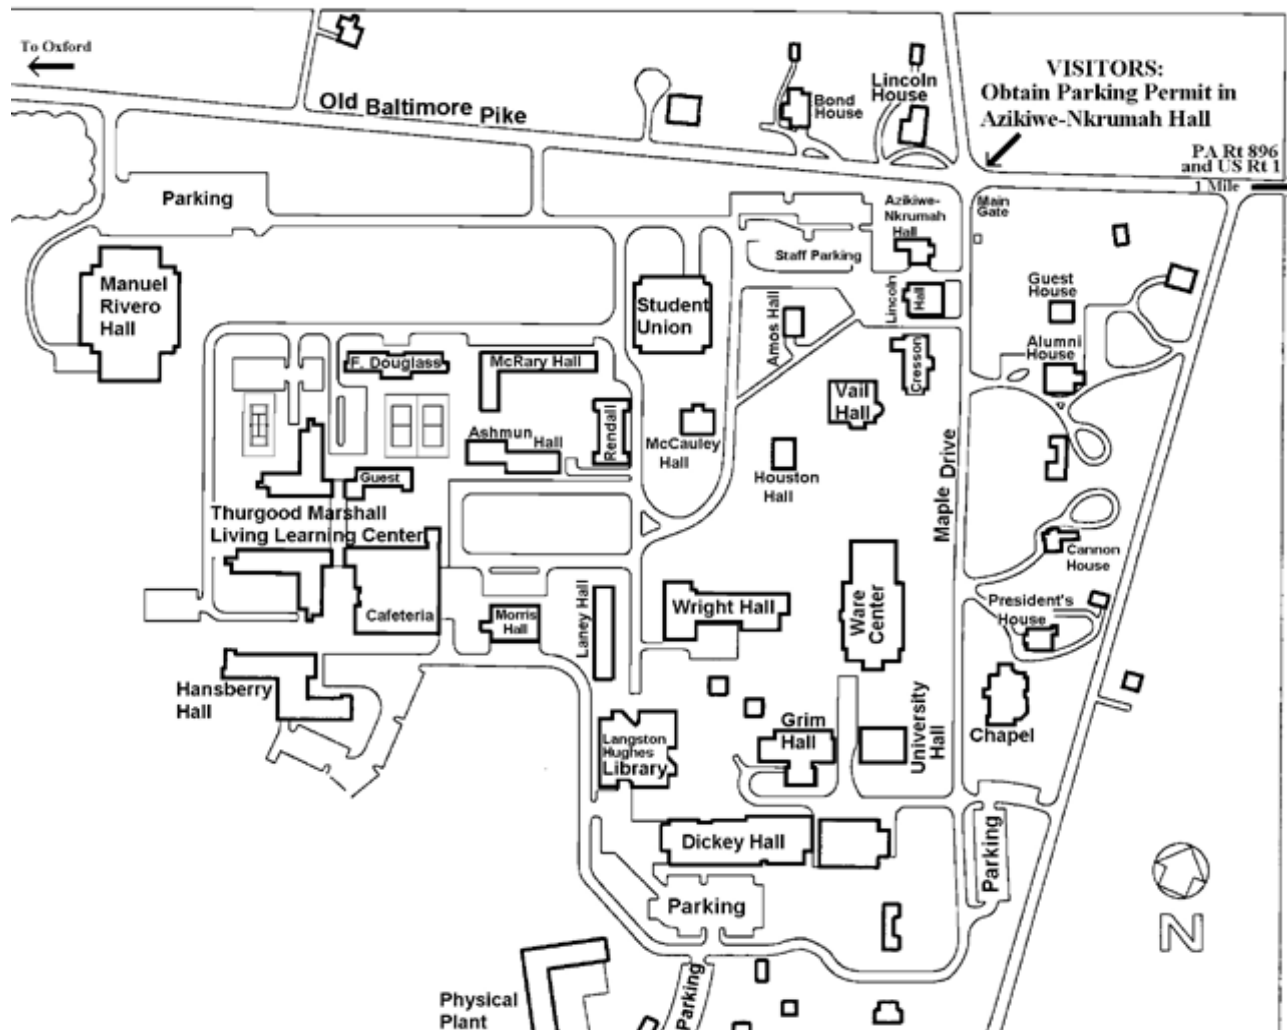 To Oxford
Old Baltimore Pike
Bond
House
Lincoln
House
VISITORS:
Obtain Parking Permit in
Azikiwe-Nkrumah Hall
PA Rt 896
and US Rt 1
1 Mile
Parking
Azikiwe-
Nkrumah
Hall
Main
Gate
Staff Parking
Manuel
Rivero
Hall
Student
Union
Amos Hall
Lincoln
Hall
Guest
House
Alumni
House
F. Douglass
McRary Hall
Cresson
Vail
Hall
Rendall
Ashmun Hall
McCauley
Hall
Houston
Hall
Maple Drive
Guest
Thurgood Marshall
Living Learning Center
Cannon
House
Cafeteria
Morris
Hall
Laney Hall
Wright Hall
Ware
Center
President's
House
Hansberry
Hall
Langston
Hughes
Library
Grim
Hall
University
Hall
Chapel
Dickey Hall
Parking
Parking
N
Parking
Physical
Plant